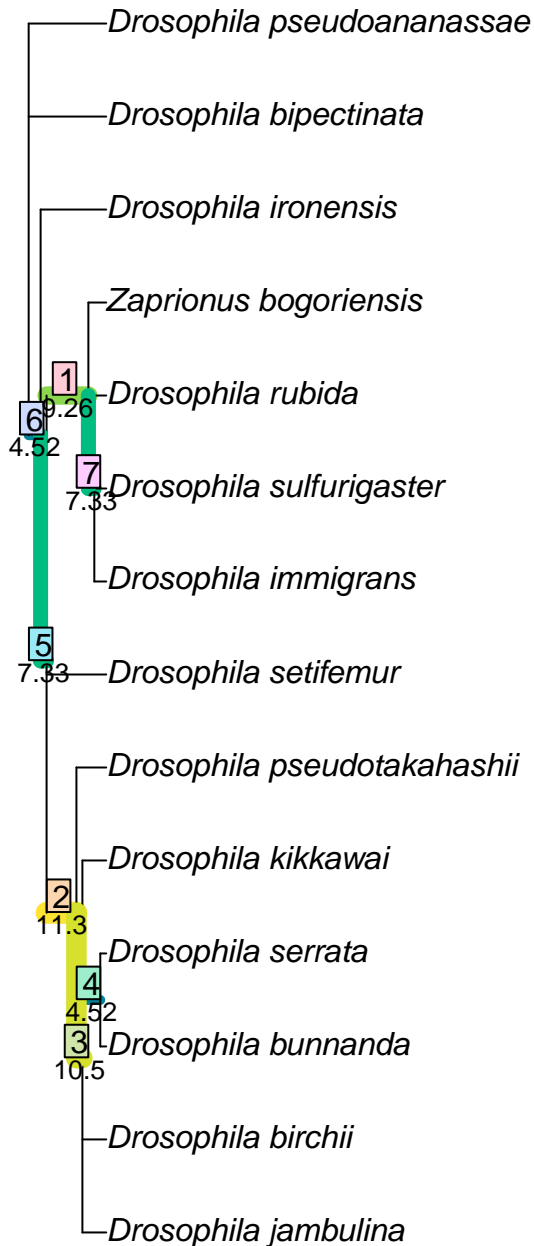 Drosophila pseudoananassae
Drosophila bipectinata
Drosophila ironensis
Zaprionus bogoriensis
1
Drosophila rubida
9.26
6
4.52
7
Drosophila sulfurigaster
7.33
Drosophila immigrans
5
7.33
Drosophila setifemur
Drosophila pseudotakahashii
Drosophila kikkawai
2
11.3
Drosophila serrata
4
4.52
3
Drosophila bunnanda
10.5
Drosophila birchii
Drosophila jambulina